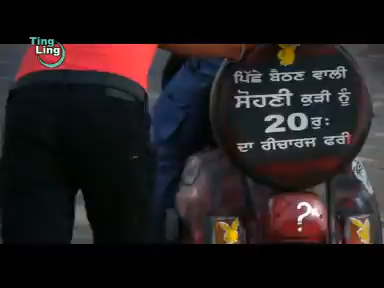 Ting
Ling
ਪਿੱਛੇ ਬੈਠਣ ਵਾਲੀ
ਸੋਹਣੀ ਕੁੜੀ ਨੂੰ
20 ਰੁ:
ਦਾ ਰੀਚਾਰਜ ਫਰੀ
?